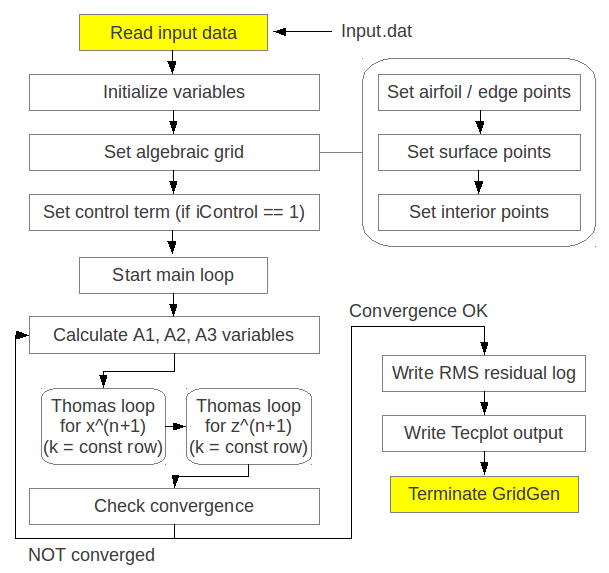 Read input data
Input.dat
Initialize variables
Set algebraic grid
Set airfoil / edge points
Set surface points
Set interior points
Set control term (if iControl == 1)
Start main loop
Calculate A1, A2, A3 variables
Thomas loop
for x^(n+1)
(k = const row)
Thomas loop
for z^(n+1)
(k = const row)
Check convergence
NOT converged
Convergence OK
Write RMS residual log
Write Tecplot output
Terminate GridGen